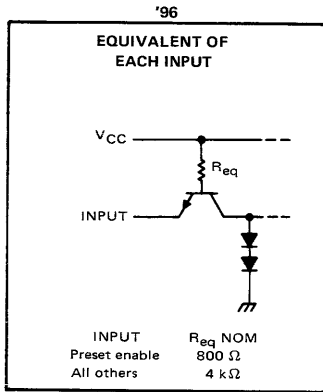 '96
EQUIVALENT OF
EACH INPUT
VCC
Req
INPUT
INPUT Req NOM
Preset enable 800 Ω
All others 4 kΩ